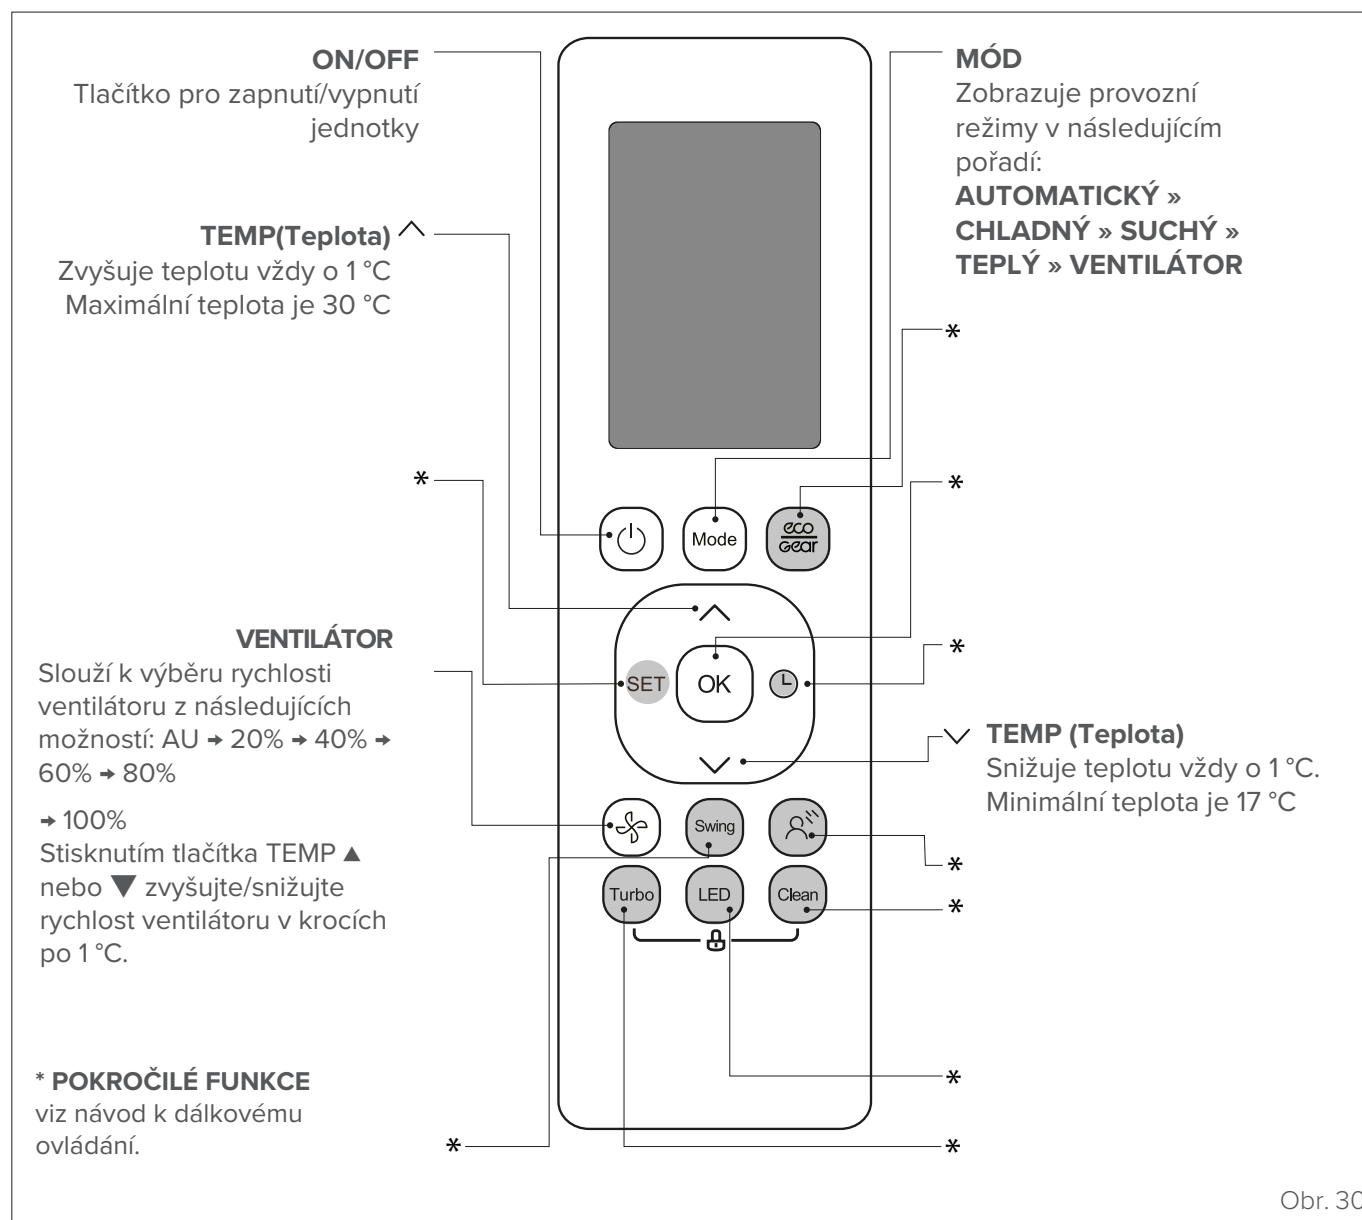 ON/OFF
Tlačítko pro zapnutí/vypnutí
jednotky
TEMP(Teplota)
Zvyšuje teplotu vždy o 1 °C
Maximální teplota je 30 °C
*
VENTILÁTOR
Slouží k výběru rychlosti
ventilátoru z následujících
možností: AU → 20% → 40% →
60% → 80%
→ 100%
Stisknutím tlačítka TEMP ▲
nebo ▼ zvyšujte/snižujte
rychlost ventilátoru v krocích
po 1 °C.
* POKROČILÉ FUNKCE
viz návod k dálkovému
ovládání.
*
Mode
eco
Gear
SET
OK
Swing
Turbo
LED
Clean
MÓD
Zobrazuje provozní
režimy v následujícím
pořadí:
AUTOMATICKÝ »
CHLADNÝ » SUCHÝ »
TEPLÝ » VENTILÁTOR
*
*
*
TEMP (Teplota)
Snižuje teplotu vždy o 1 °C.
Minimální teplota je 17 °C
*
*
*
*
Obr. 30